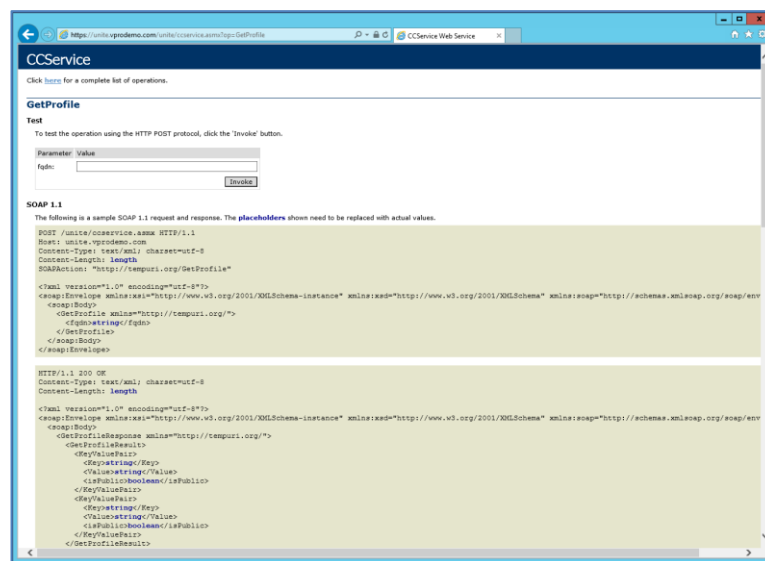 https://unite.vprodemo.com/unite/ccservice.asmx?op=GetProfile
CCService Web Service
CCService
Click here for a complete list of operations.
GetProfile
Test
To test the operation using the HTTP POST protocol, click the 'Invoke' button.
Parameter Value
fqdn:
Invoke
SOAP 1.1
The following is a sample SOAP 1.1 request and response. The placeholders shown need to be replaced with actual values.
POST /unite/ccservice.asmx HTTP/1.1
Host: unite.vprodemo.com
Content-Type: text/xml; charset=utf-8
Content-Length: length
SOAPAction: "http://tempuri.org/GetProfile"
<?xml version="1.0" encoding="utf-8"?>
<soap:Envelope xmlns:xsi="http://www.w3.org/2001/XMLSchema-instance" xmlns:xsd="http://www.w3.org/2001/XMLSchema" xmlns:soap="http://schemas.xmlsoap.org/soap/env
<soap:Body>
<GetProfile xmlns="http://tempuri.org/">
<fqdn>string</fqdn>
</GetProfile>
</soap:Body>
</soap:Envelope>
HTTP/1.1 200 OK
Content-Type: text/xml; charset=utf-8
Content-Length: length
<?xml version="1.0" encoding="utf-8"?>
<soap:Envelope xmlns:xsi="http://www.w3.org/2001/XMLSchema-instance" xmlns:xsd="http://www.w3.org/2001/XMLSchema" xmlns:soap="http://schemas.xmlsoap.org/soap/env
<soap:Body>
<GetProfileResponse xmlns="http://tempuri.org/">
<GetProfileResult>
<KeyValuePair>
<Key>string</Key>
<Value>string</Value>
<isPublic>boolean</isPublic>
</KeyValuePair>
<KeyValuePair>
<Key>string</Key>
<Value>string</Value>
<isPublic>boolean</isPublic>
</KeyValuePair>
</GetProfileResult>